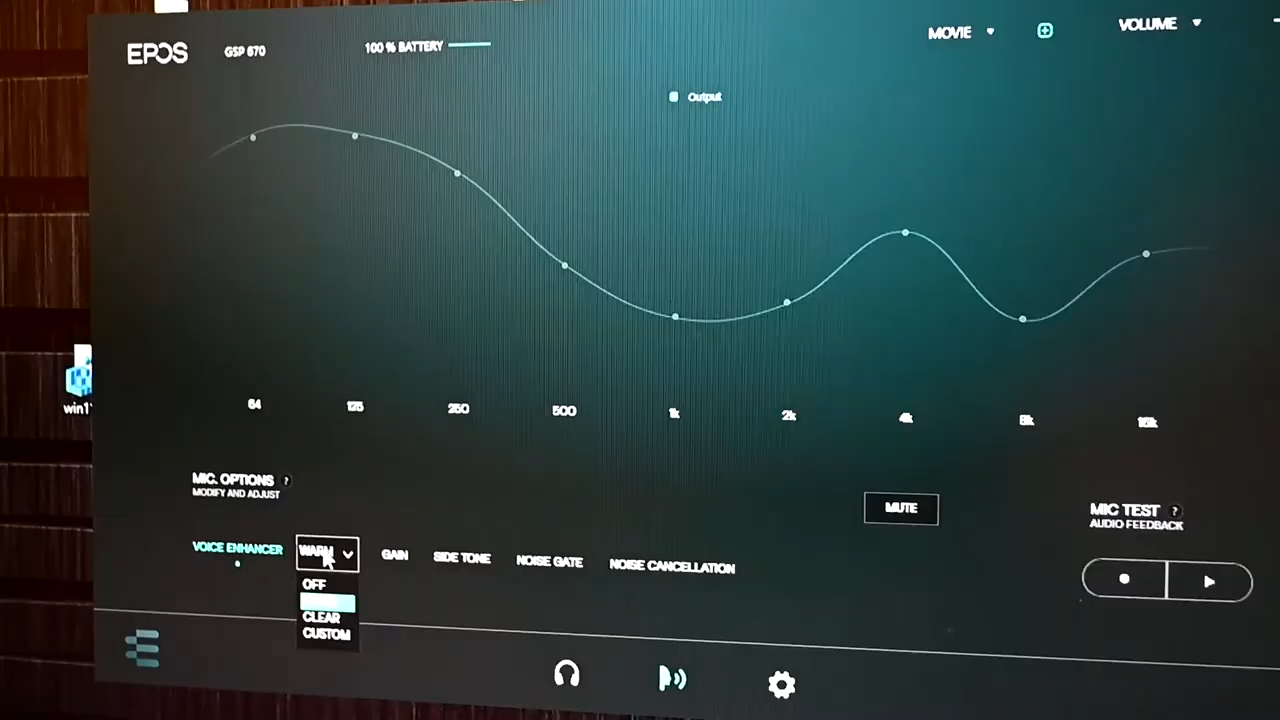 EPOS
GSP 670
100 % BATTERY
MOVIE
VOLUME
Output
64
125
250
500
1k
2k
4k
8k
16k
MIC. OPTIONS ?
MODIFY AND ADJUST
MUTE
MIC TEST ?
AUDIO FEEDBACK
VOICE ENHANCER
WARM
GAIN
SIDE TONE
NOISE GATE
NOISE CANCELLATION
OFF
CLEAR
CUSTOM